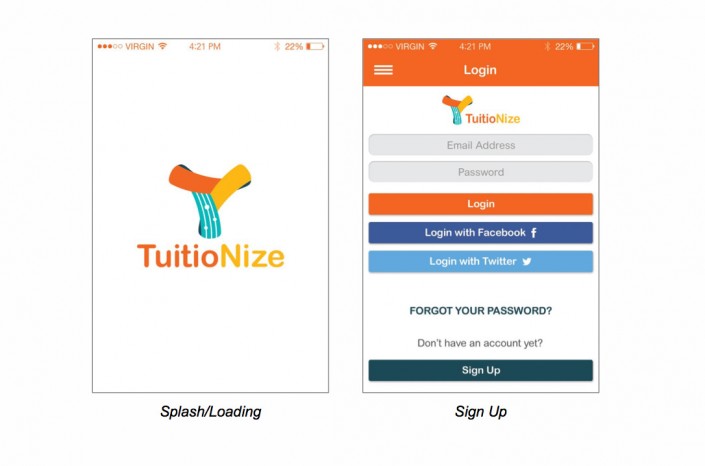 VIRGIN 4:21 PM 22%
TuitioNize
Splash/Loading
VIRGIN 4:21 PM 22%
Login
TuitioNize
Email Address
Password
Login
Login with Facebook f
Login with Twitter
FORGOT YOUR PASSWORD?
Don't have an account yet?
Sign Up
Sign Up